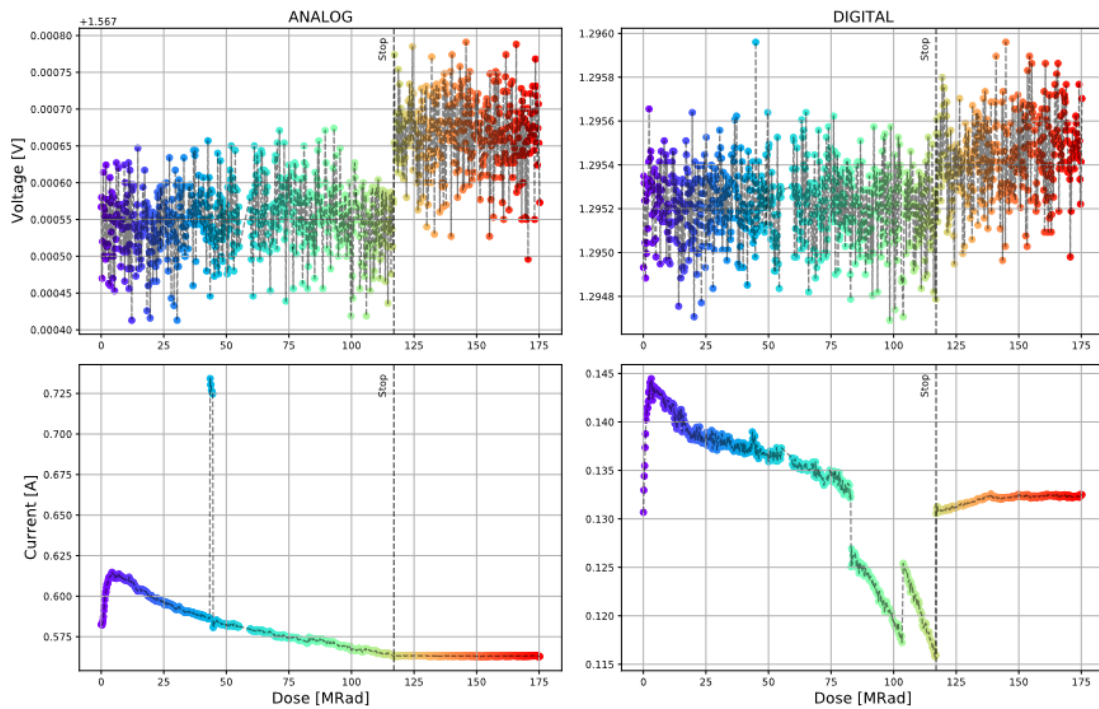 ANALOG
DIGITAL
+1.567
0.00080
0.00075
0.00070
0.00065
0.00060
0.00055
0.00050
0.00045
0.00040
Voltage [V]
Stop
0 25 50 75 100 125 150 175
1.2960
1.2958
1.2956
1.2954
1.2952
1.2950
1.2948
Stop
0 25 50 75 100 125 150 175
0.725
0.700
0.675
0.650
0.625
0.600
0.575
Current [A]
Stop
0 25 50 75 100 125 150 175
Dose [MRad]
0.145
0.140
0.135
0.130
0.125
0.120
0.115
Stop
0 25 50 75 100 125 150 175
Dose [MRad]